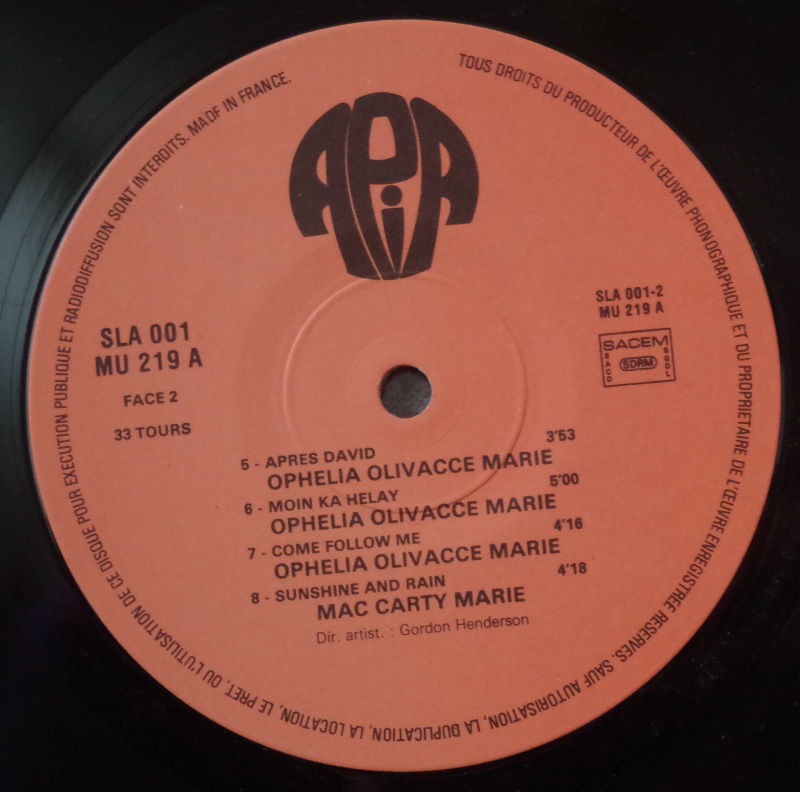 APiA
TOUS DROITS DU PRODUCTEUR DE L'ŒUVRE PHONOGRAPHIQUE ET DU PROPRIETAIRE DE L'ŒUVRE ENREGISTREE RESERVES. SAUF AUTORISATION, LA DUPLICATION, LA LOCATION, LE PRET, OU L'UTILISATION DE CE DISQUE POUR EXECUTION PUBLIQUE ET RADIODIFFUSION SONT INTERDITS. MADE IN FRANCE.
SLA 001
MU 219 A
FACE 2
33 TOURS
SLA 001-2
MU 219 A
SACEM
SACD
SDRM
SGDL
5 - APRES DAVID 3'53
OPHELIA OLIVACCE MARIE
6 - MOIN KA HELAY 5'00
OPHELIA OLIVACCE MARIE
7 - COME FOLLOW ME 4'16
OPHELIA OLIVACCE MARIE
8 - SUNSHINE AND RAIN 4'18
MAC CARTY MARIE
Dir. artist. : Gordon Henderson